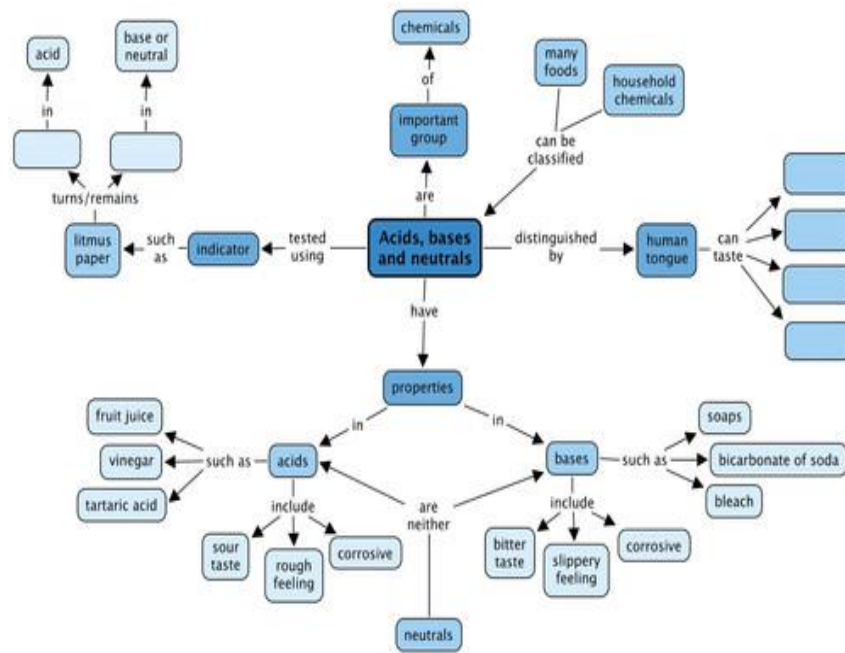 chemicals
acid
base or
neutral
of
many
foods
household
chemicals
in
in
important
group
can be
classified
turns/remains
are
litmus
paper
such
as
indicator
tested
using
Acids, bases
and neutrals
distinguished
by
human
tongue
can
taste
have
properties
fruit juice
in
in
soaps
vinegar
such as
acids
bases
such as
bicarbonate of soda
tartaric acid
bleach
include
are
neither
include
sour
taste
rough
feeling
corrosive
bitter
taste
slippery
feeling
corrosive
neutrals